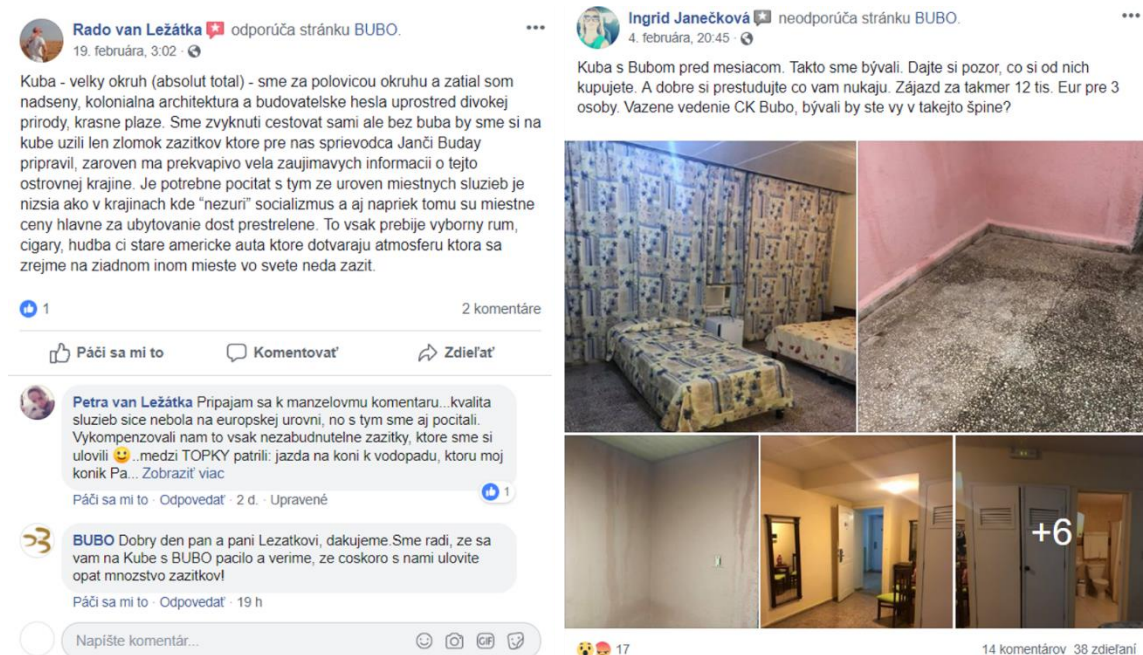 Rado van Ležátka odporúča stránku BUBO.
19. februára, 3:02
Kuba - velky okruh (absolut total) - sme za polovicou okruhu a zatial som
nadseny, kolonialna architektura a budovatelske hesla uprostred divokej
prirody, krasne plaze. Sme zvyknuti cestovat sami ale bez buba by sme si na
kube uzili len zlomok zazitkov ktore pre nas sprievodca Janči Buday
pripravil, zaroven ma prekvapivo vela zaujimavych informacii o tejto
ostrovnej krajine. Je potrebne pocitat s tym ze uroven miestnych sluzieb je
nizsia ako v krajinach kde "nezuri" socializmus a aj napriek tomu su miestne
ceny hlavne za ubytovanie dost prestrelene. To vsak prebije vyborny rum,
cigary, hudba ci stare americke auta ktore dotvaraju atmosferu ktora sa
zrejme na ziadnom inom mieste vo svete neda zazit.
1
2 komentáre
Páči sa mi to Komentovať Zdieľať
Petra van Ležátka Pripajam sa k manzelovmu komentaru...kvalita
sluzieb sice nebola na europskej urovni, no s tym sme aj pocitali.
Vykompenzovali nam to vsak nezabudnutelne zazitky, ktore sme si
ulovili 😃..medzi TOPKY patrili: jazda na koni k vodopadu, ktoru moj
konik Pa... Zobraziť viac
1
Páči sa mi to · Odpovedať · 2 d. · Upravené
BUBO Dobry den pan a pani Lezatkovi, dakujeme.Sme radi, ze sa
vam na Kube s BUBO pacilo a verime, ze coskoro s nami ulovite
opat mnozstvo zazitkov!
Páči sa mi to · Odpovedať · 19 h
Napíšte komentár...
GIF
Ingrid Janečková neodporúča stránku BUBO.
4. februára, 20:45
Kuba s Bubom pred mesiacom. Takto sme bývali. Dajte si pozor, co si od nich
kupujete. A dobre si prestudujte co vam nukaju. Zájazd za takmer 12 tis. Eur pre 3
osoby. Vazene vedenie CK Bubo, bývali by ste vy v takejto špine?
+6
17
14 komentárov 38 zdieľaní